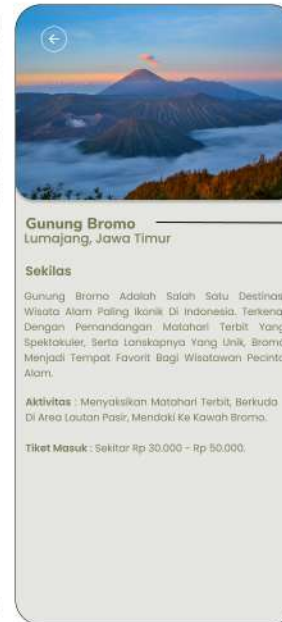 Gunung Bromo
Lumajang, Jawa Timur
Sekilas
Gunung Bromo Adalah Salah Satu Destinas
Wisata Alam Paling Ikonik Di Indonesia. Terkena
Dengan Pemandangan Matahari Terbit Yang
Spektakuler, Serta Lanskapnya Yang Unik, Bromo
Menjadi Tempat Favorit Bagi Wisatawan Pecinta
Alam.
Aktivitas : Menyaksikan Matahari Terbit, Berkuda
Di Area Lautan Pasir, Mendaki Ke Kawah Bromo.
Tiket Masuk : Sekitar Rp 30.000 - Rp 50.000.